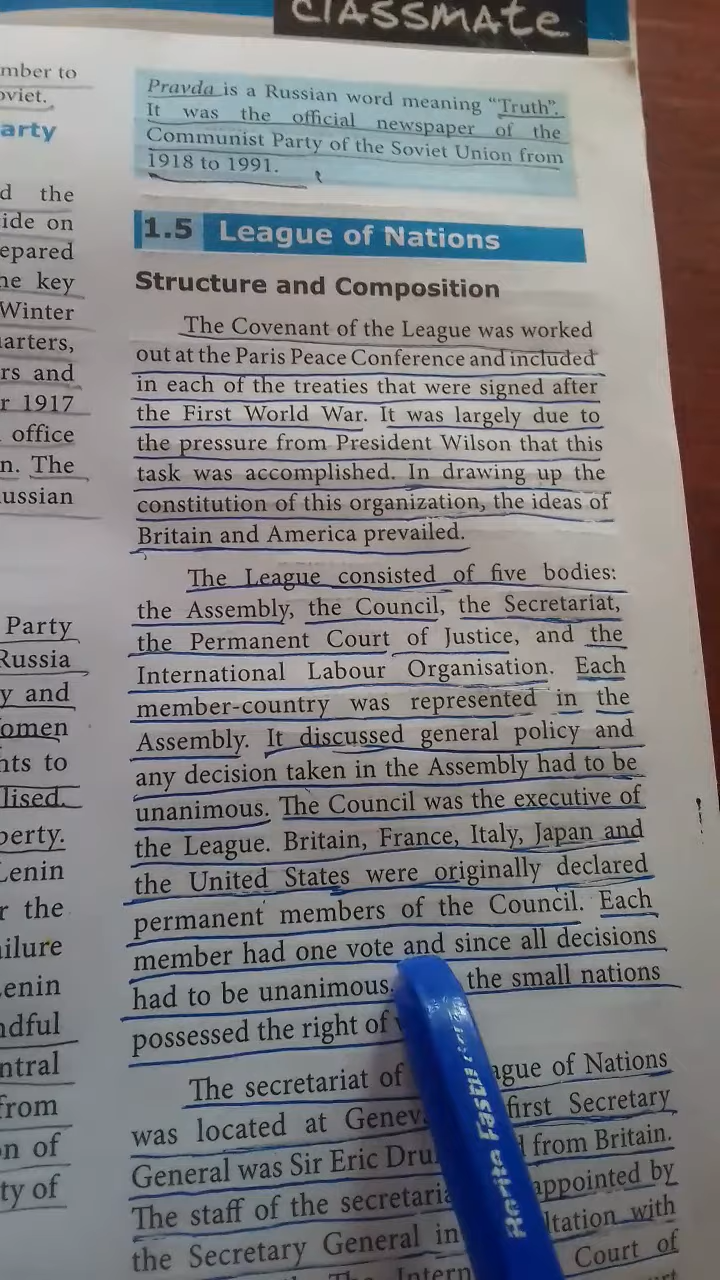 CLASSMATE
mber to
oviet.
arty
d the
ide on
epared
he key
Winter
arters,
rs and
r 1917
office
n. The
ussian
Party
Russia
y and
omen
hts to
lised.
perty.
Lenin
r the
ailure
Lenin
ndful
ntral
from
on of
ty of
Pravda is a Russian word meaning "Truth".
It was the official newspaper of the
Communist Party of the Soviet Union from
1918 to 1991.
1.5 League of Nations
Structure and Composition
The Covenant of the League was worked
out at the Paris Peace Conference and included
in each of the treaties that were signed after
the First World War. It was largely due to
the pressure from President Wilson that this
task was accomplished. In drawing up the
constitution of this organization, the ideas of
Britain and America prevailed.
The League consisted of five bodies:
the Assembly, the Council, the Secretariat,
the Permanent Court of Justice, and the
International Labour Organisation. Each
member-country was represented in the
Assembly. It discussed general policy and
any decision taken in the Assembly had to be
unanimous. The Council was the executive of
the League. Britain, France, Italy, Japan and
the United States were originally declared
permanent members of the Council. Each
member had one vote and since all decisions
had to be unanimous, the small nations
possessed the right of
The secretariat of ague of Nations
was located at Genev first Secretary
General was Sir Eric Dru from Britain.
The staff of the secretaria appointed by
the Secretary General in ltation with
The Intern Court of